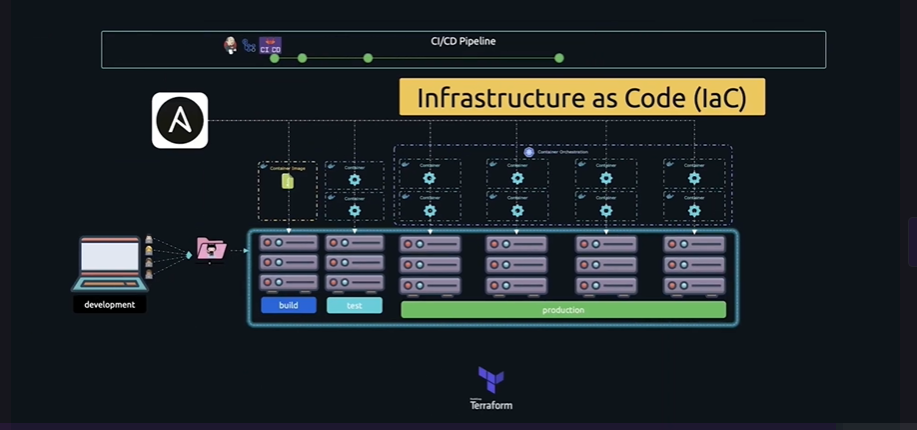 CI/CD Pipeline
CI CD
Infrastructure as Code (IaC)
Container Orchestration
Container Image
Container
Container
Container
Container
Container
Container
Container
Container
Container
Container
development
build
test
production
Terraform